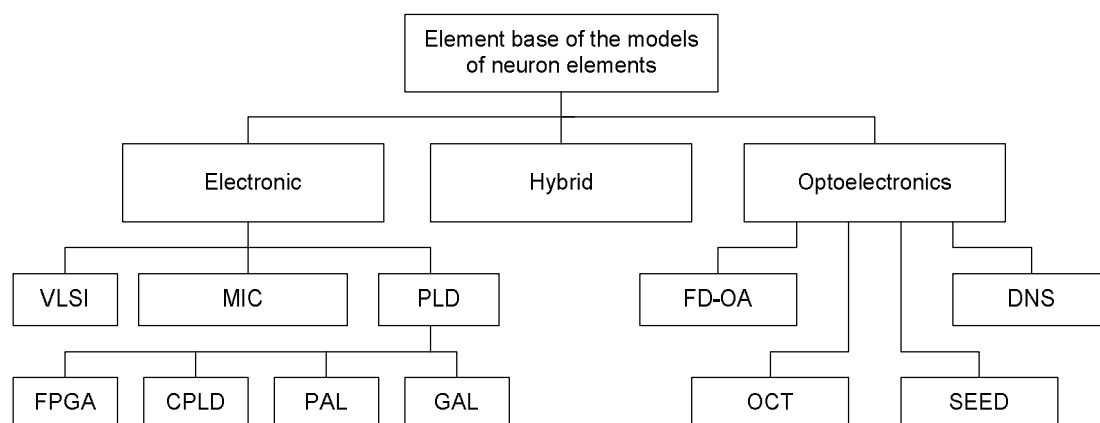 Element base of the models
of neuron elements
Electronic
Hybrid
Optoelectronics
VLSI
MIC
PLD
FD-OA
DNS
FPGA
CPLD
PAL
GAL
OCT
SEED